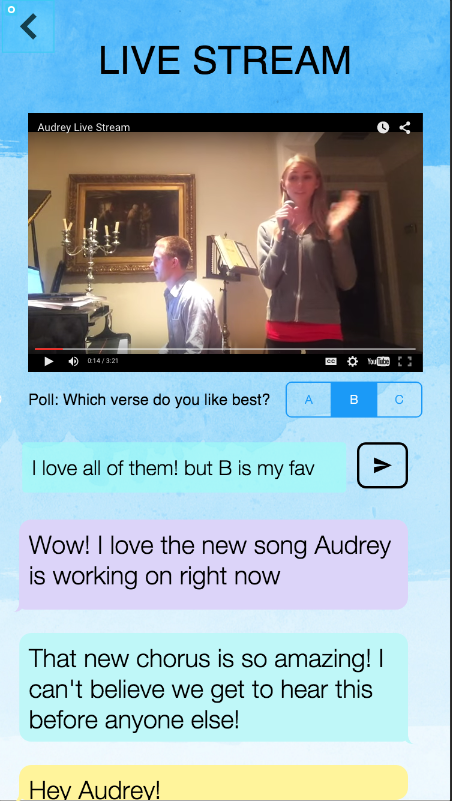 LIVE STREAM
Audrey Live Stream
0:14 / 3:21
CC
YouTube
Poll: Which verse do you like best?
A
B
C
I love all of them! but B is my fav
Wow! I love the new song Audrey
is working on right now
That new chorus is so amazing! I
can't believe we get to hear this
before anyone else!
Hey Audrey!